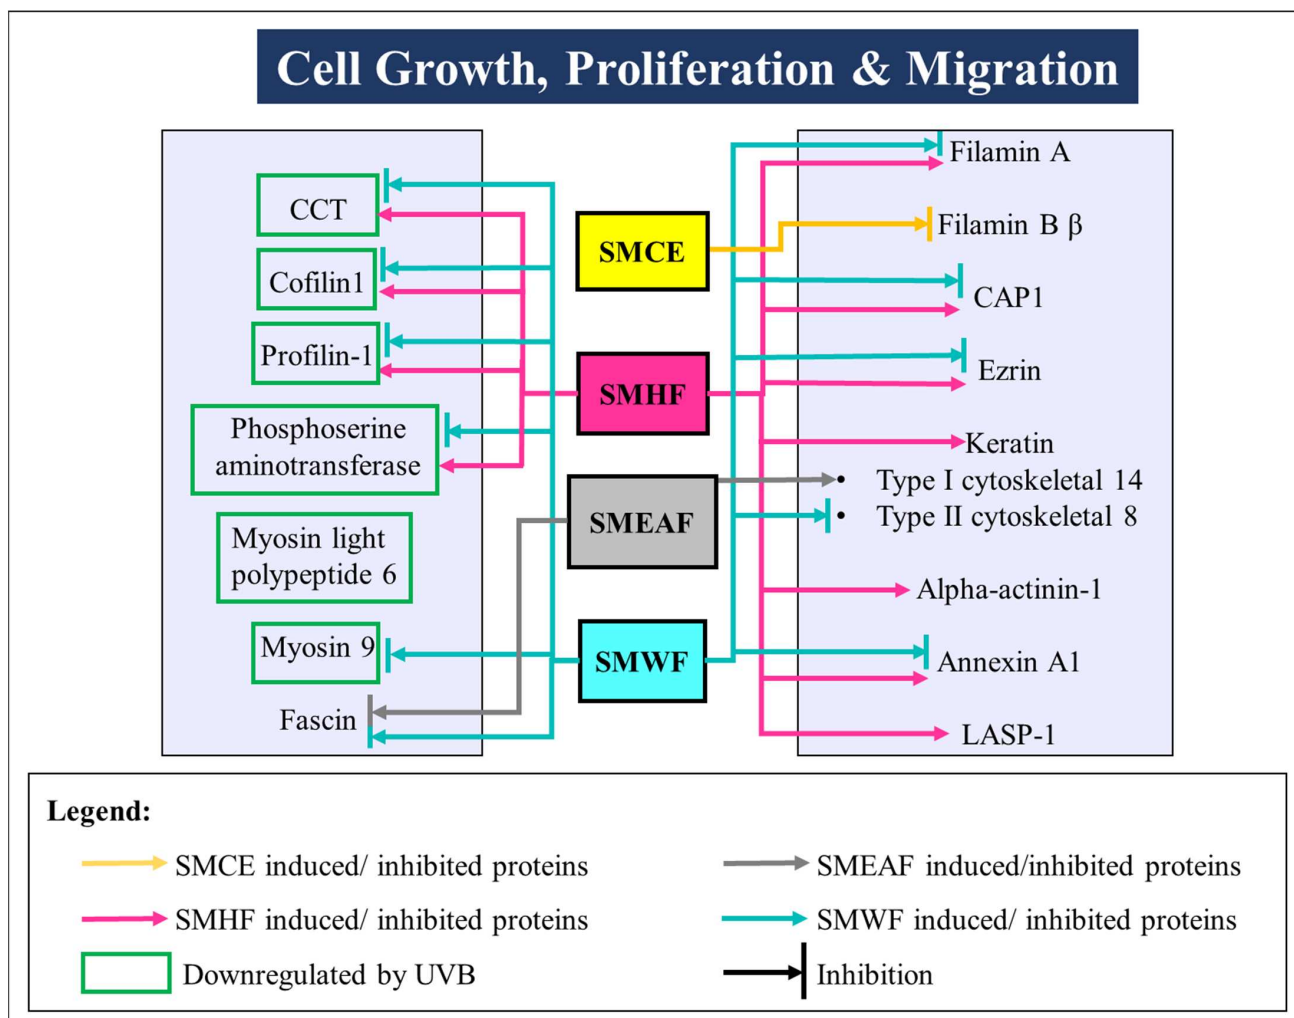 Cell Growth, Proliferation & Migration
CCT
Cofilin1
Profilin-1
Phosphoserine
aminotransferase
Myosin light
polypeptide 6
Myosin 9
Fascin
SMCE
SMHF
SMEAF
SMWF
Filamin A
Filamin B β
CAP1
Ezrin
Keratin
• Type I cytoskeletal 14
• Type II cytoskeletal 8
Alpha-actinin-1
Annexin A1
LASP-1
Legend:
SMCE induced/ inhibited proteins
SMHF induced/ inhibited proteins
Downregulated by UVB
SMEAF induced/inhibited proteins
SMWF induced/ inhibited proteins
Inhibition